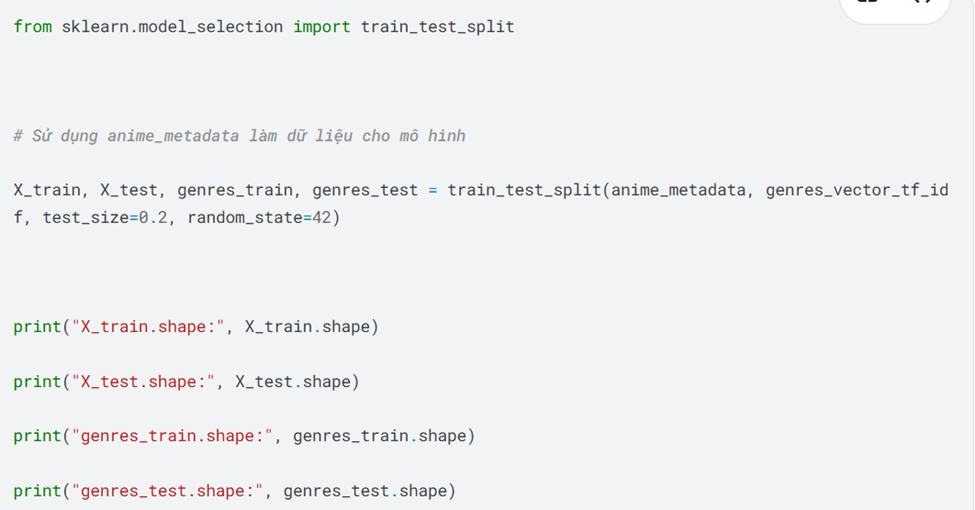 from sklearn.model_selection import train_test_split
# Sử dụng anime_metadata làm dữ liệu cho mô hình
X_train, X_test, genres_train, genres_test = train_test_split(anime_metadata, genres_vector_tf_id
f, test_size=0.2, random_state=42)
print("X_train.shape:", X_train.shape)
print("X_test.shape:", X_test.shape)
print("genres_train.shape:", genres_train.shape)
print("genres_test.shape:", genres_test.shape)